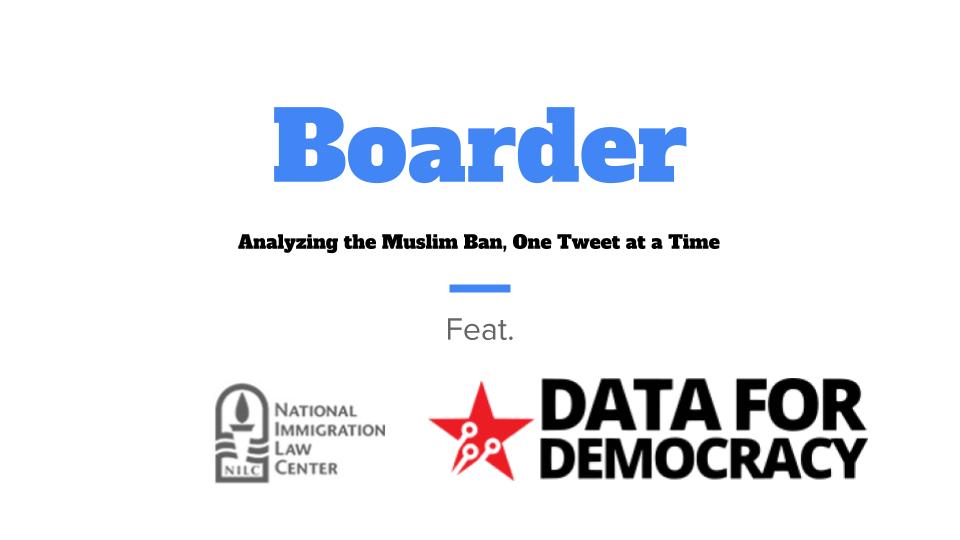 Boarder
Analyzing the Muslim Ban, One Tweet at a Time
Feat.
NILC
NATIONAL
IMMIGRATION
LAW
CENTER
DATA FOR
DEMOCRACY